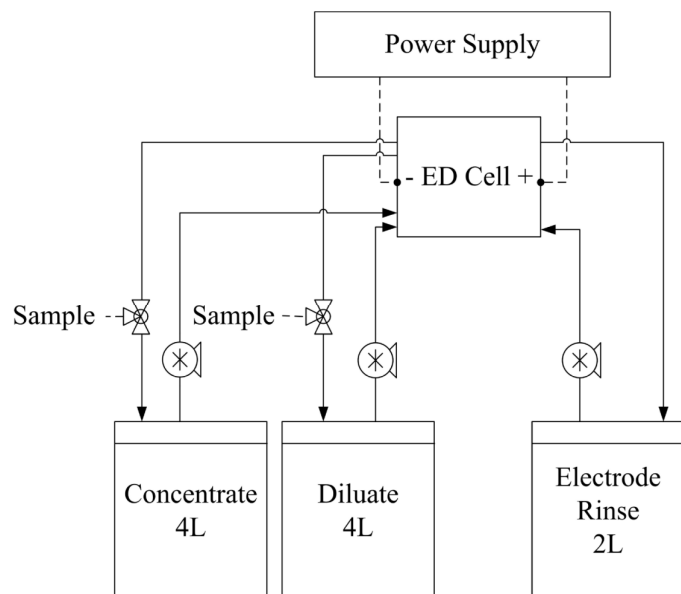 Power Supply
- ED Cell +
Sample
Sample
Concentrate
4L
Diluate
4L
Electrode
Rinse
2L